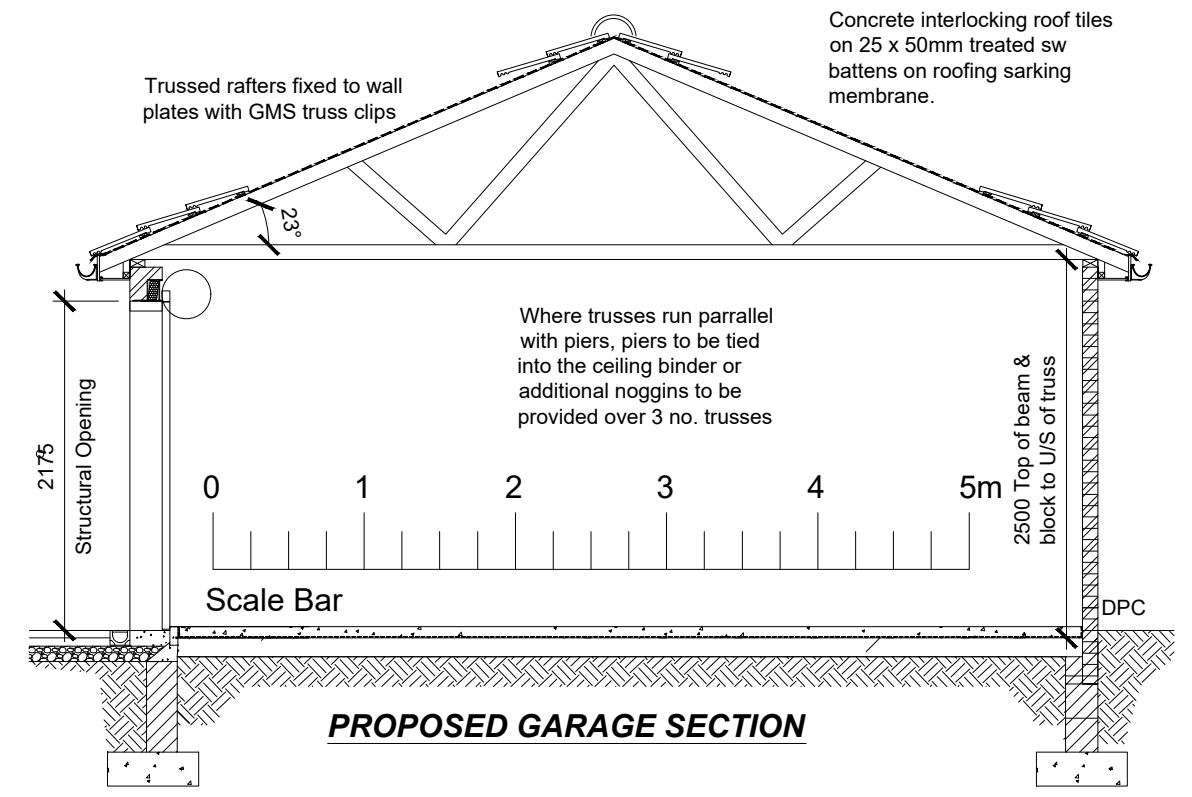 Concrete interlocking roof tiles
on 25 x 50mm treated sw
battens on roofing sarking
membrane.
Trussed rafters fixed to wall
plates with GMS truss clips
23°
Where trusses run parrallel
with piers, piers to be tied
into the ceiling binder or
additional noggins to be
provided over 3 no. trusses
2175
Structural Opening
2500 Top of beam &
block to U/S of truss
0 1 2 3 4 5m
Scale Bar
DPC
PROPOSED GARAGE SECTION